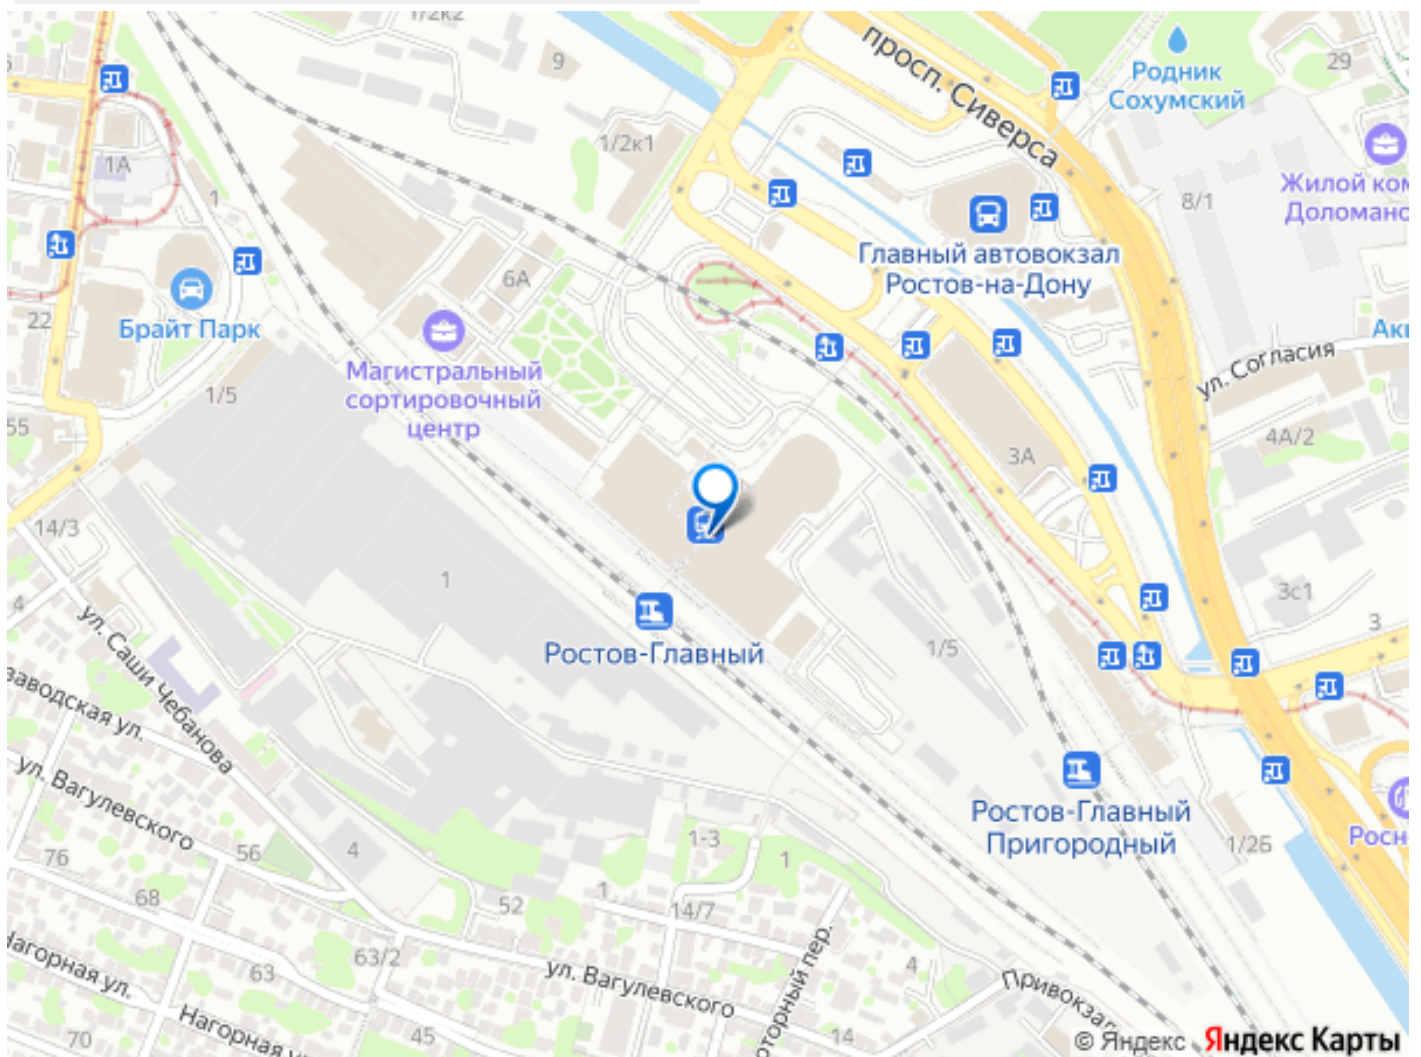 1/2к2
просп. Сиверса
Родник
Сохумский
29
9
1/2к1
1А
1
8/1
Жилой ком
Доломано
Главный автовокзал
Ростов-на-Дону
6А
22
Брайт Парк
Магистральный
сортировочный
центр
ул. Согласия
1/5
55
4А/2
3А
14/3
1
4
3с1
3
ул. Саши Чебанова
Ростов-Главный
1/5
заводская ул.
ул. Вагулевского
Ростов-Главный
Пригородный
1/2Б
Росн
76
56
4
1-3
1
68
52
1
14/7
Нагорная ул.
63
63/2
ул. Вагулевского
4
Привокза
70
Нагорная у
45
оторный пер.
14
© Яндекс
Яндекс Карты